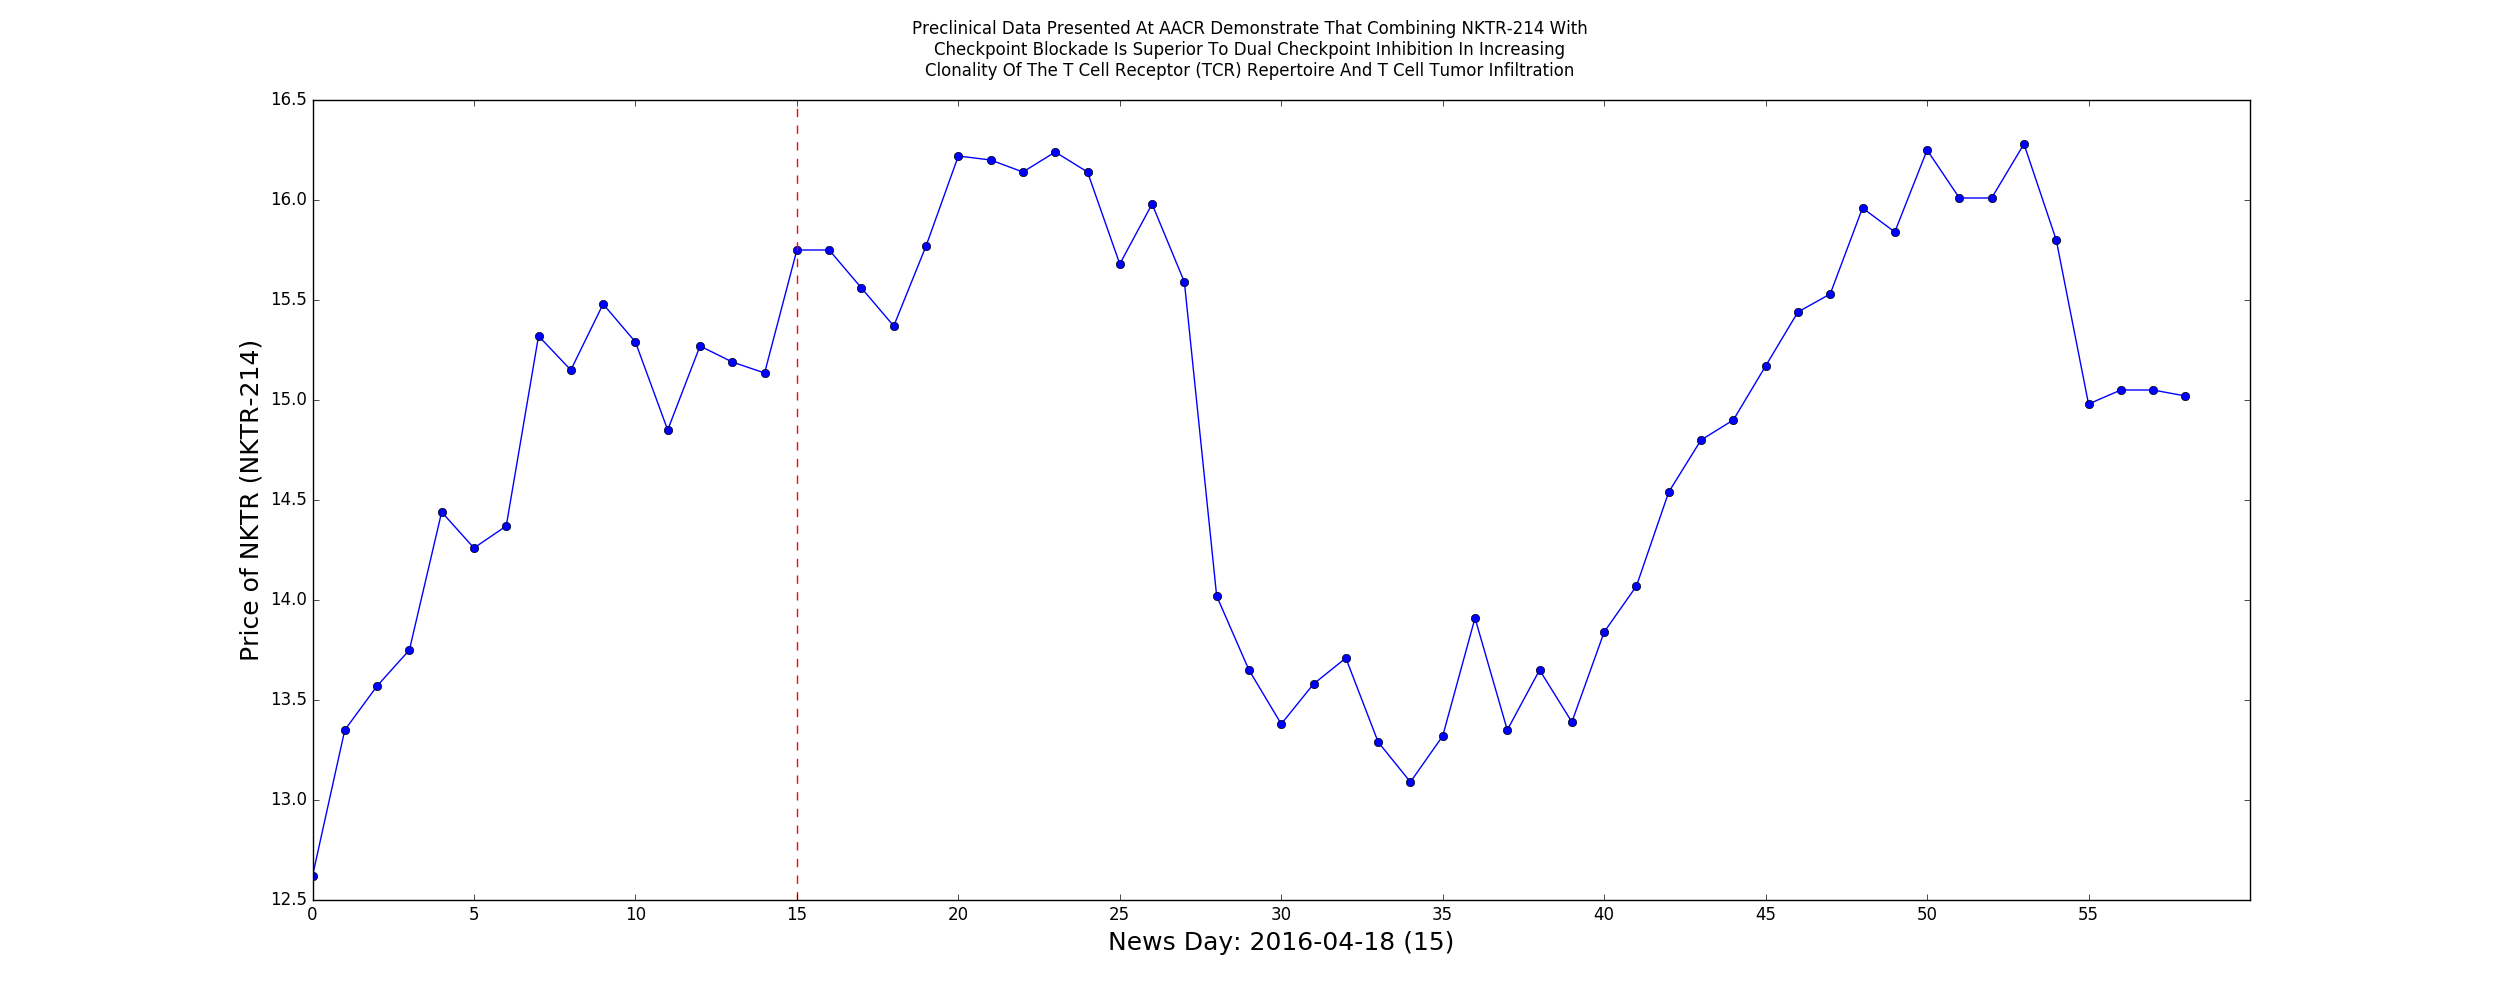 Preclinical Data Presented At AACR Demonstrate That Combining NKTR-214 With
Checkpoint Blockade Is Superior To Dual Checkpoint Inhibition In Increasing
Clonality Of The T Cell Receptor (TCR) Repertoire And T Cell Tumor Infiltration
16.5
16.0
15.5
15.0
14.5
14.0
13.5
13.0
12.5
Price of NKTR (NKTR-214)
0 5 10 15 20 25 30 35 40 45 50 55
News Day: 2016-04-18 (15)